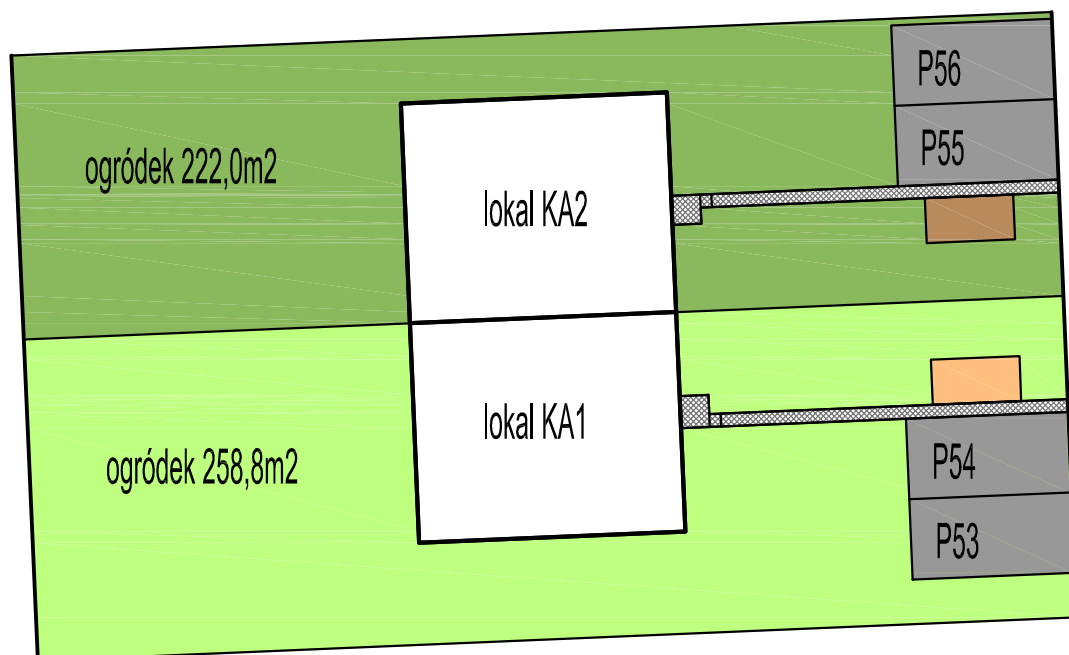 P56
P55
ogródek 222,0m2
lokal KA2
lokal KA1
ogródek 258,8m2
P54
P53